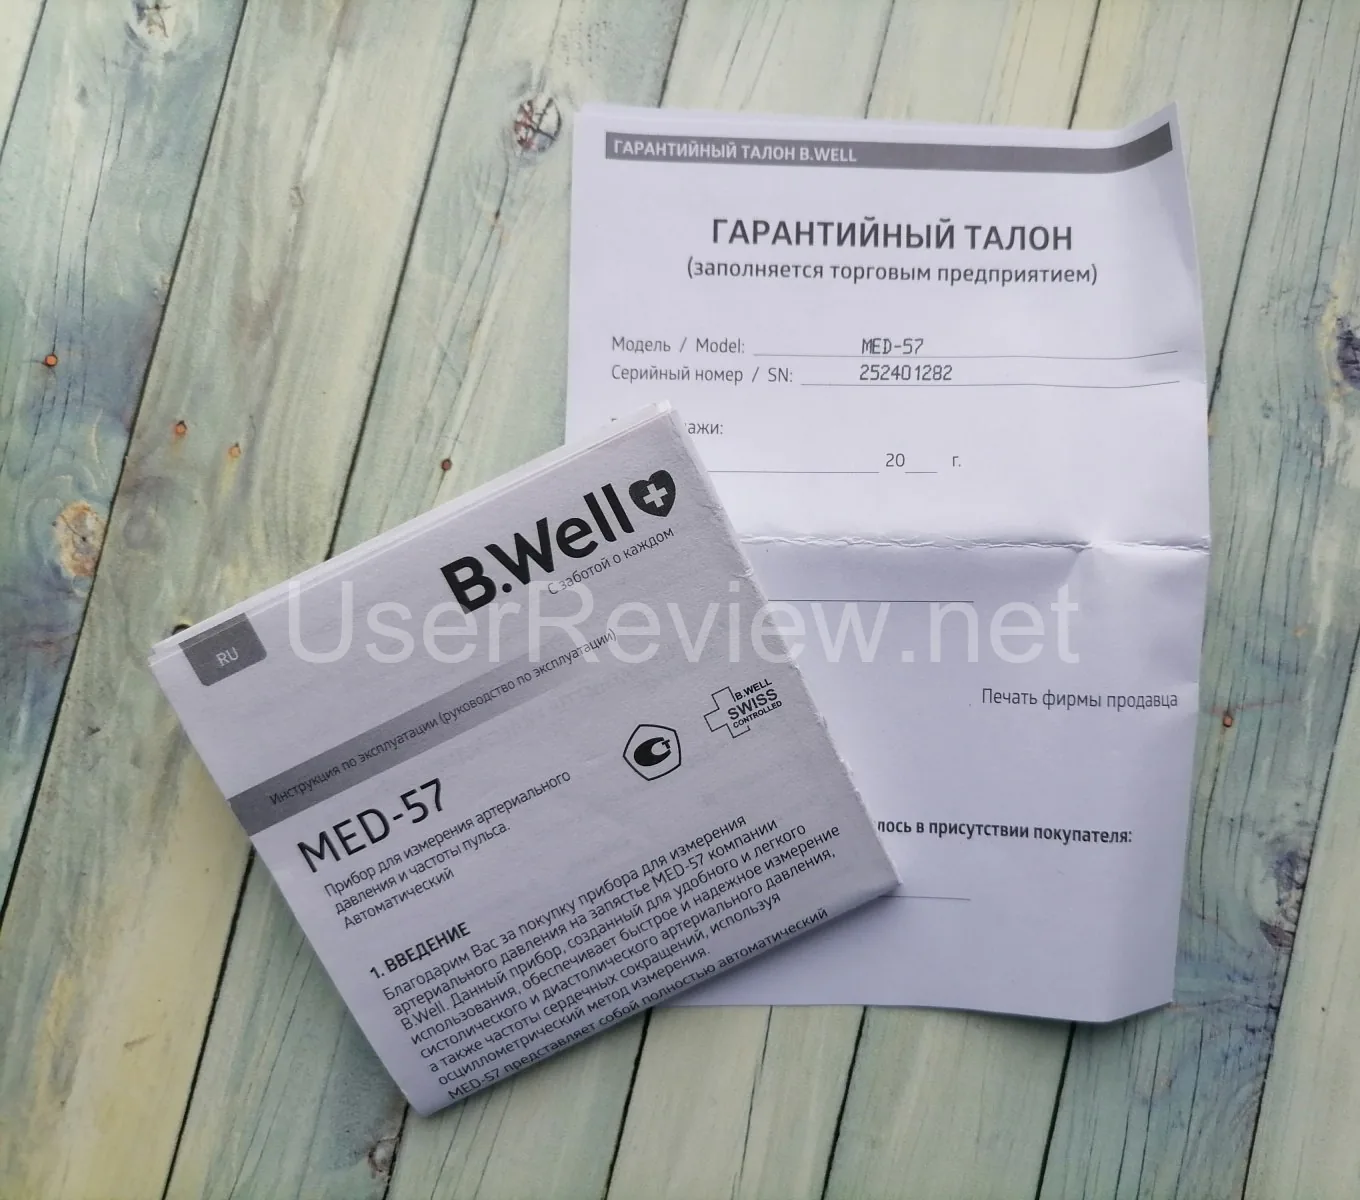 ГАРАНТИЙНЫЙ ТАЛОН B.WELL
ГАРАНТИЙНЫЙ ТАЛОН
(заполняется торговым предприятием)
Модель / Model: MED-57
Серийный номер / SN: 252401282
ажи:
20 г.
Печать фирмы продавца
лось в присутствии покупателя:
B.Well
С заботой о каждом
RU
Инструкция по эксплуатации (руководство по эксплуатации)
B.WELL
SWISS
CONTROLLED
MED-57
Прибор для измерения артериального
давления и частоты пульса.
Автоматический
1. ВВЕДЕНИЕ
Благодарим Вас за покупку прибора для измерения
артериального давления на запястье MED-57 компании
B.Well. Данный прибор, созданный для удобного и легкого
использования, обеспечивает быстрое и надежное измерение
систолического и диастолического артериального давления,
а также частоты сердечных сокращений, используя
осциллометрический метод измерения.
MED-57 представляет собой полностью автоматический
UserReview.net